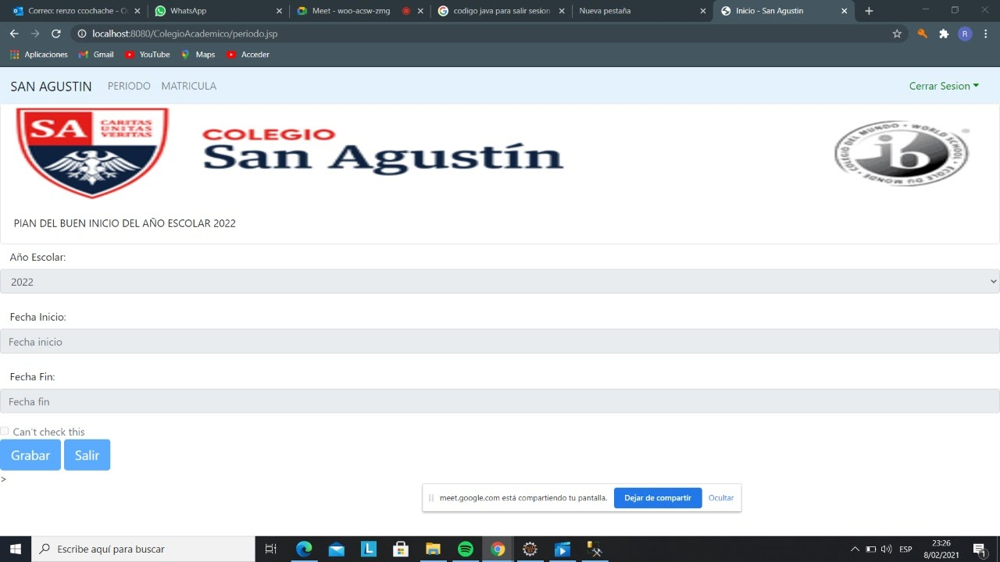 Correo: renzo ccochache - Ou
WhatsApp
Meet - woo-acsw-zmg
codigo java para salir sesion
Nueva pestaña
Inicio - San Agustin
localhost:8080/ColegioAcademico/periodo.jsp
R
Aplicaciones
Gmail
YouTube
Maps
Acceder
SAN AGUSTIN
PERIODO
MATRICULA
Cerrar Sesion
SA
CARITAS
UNITAS
VERITAS
COLEGIO
San Agustín
COLEGIO DEL MUNDO • WORLD SCHOOL • ECOLE DU MONDE •
ib
PIAN DEL BUEN INICIO DEL AÑO ESCOLAR 2022
Año Escolar:
2022
Fecha Inicio:
Fecha inicio
Fecha Fin:
Fecha fin
Can't check this
Grabar
Salir
>
meet.google.com está compartiendo tu pantalla.
Dejar de compartir
Ocultar
Escribe aquí para buscar
L
ESP
23:26
8/02/2021